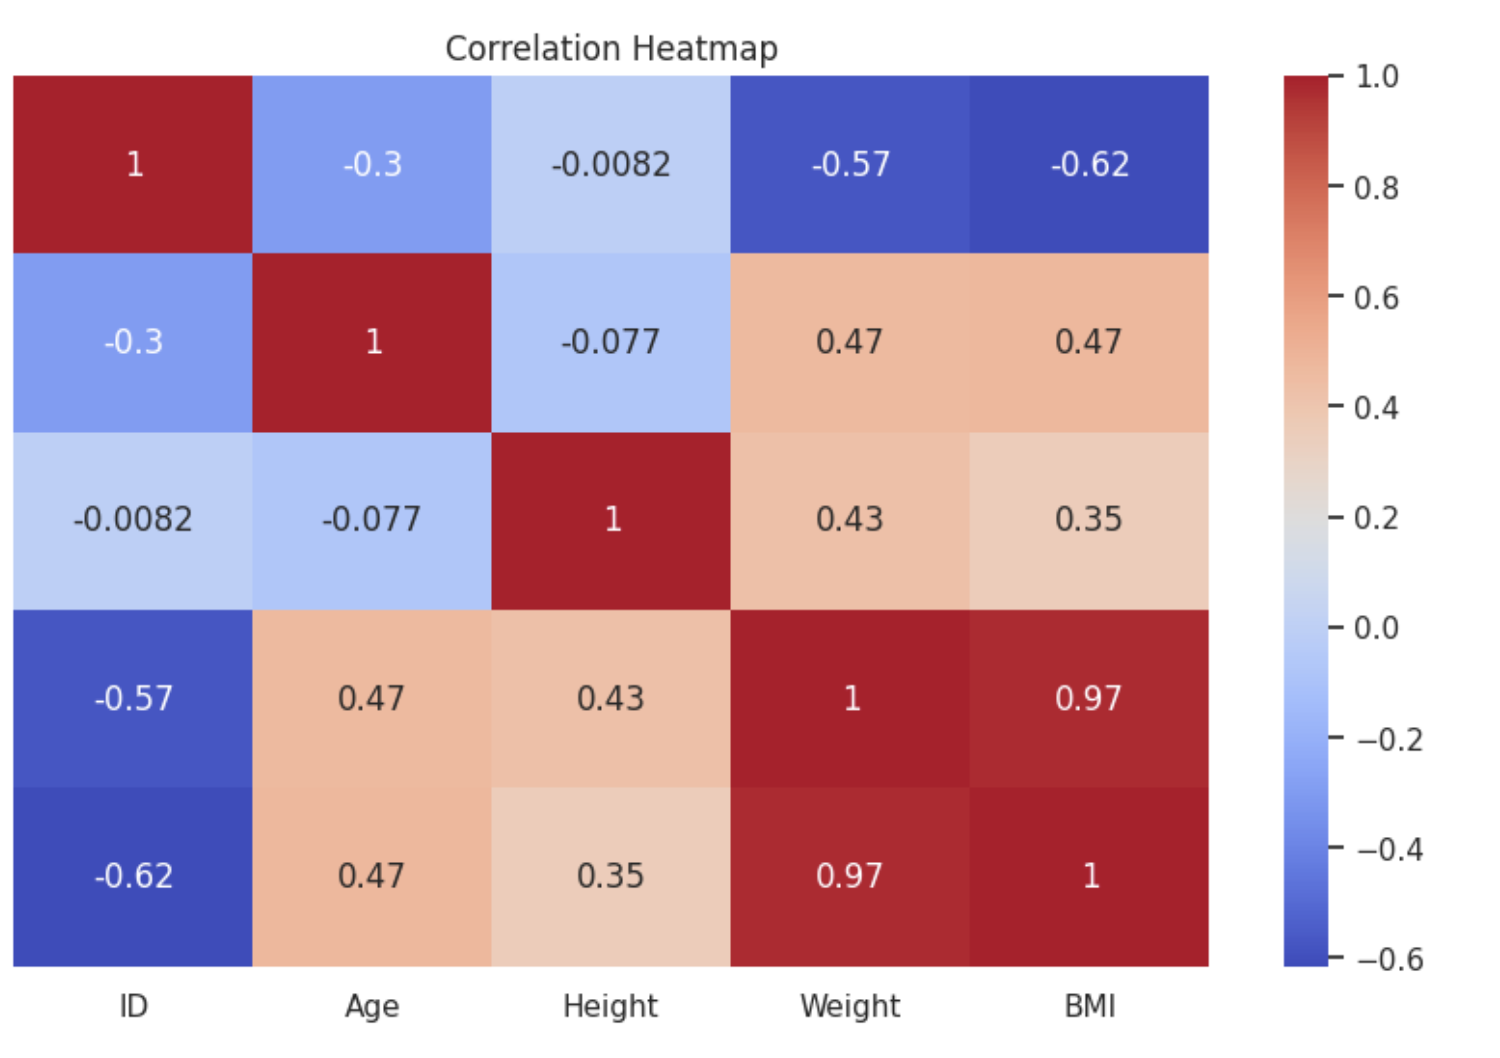 Correlation Heatmap
1 -0.3 -0.0082 -0.57 -0.62
-0.3 1 -0.077 0.47 0.47
-0.0082 -0.077 1 0.43 0.35
-0.57 0.47 0.43 1 0.97
-0.62 0.47 0.35 0.97 1
ID Age Height Weight BMI
1.0
0.8
0.6
0.4
0.2
0.0
−0.2
−0.4
−0.6